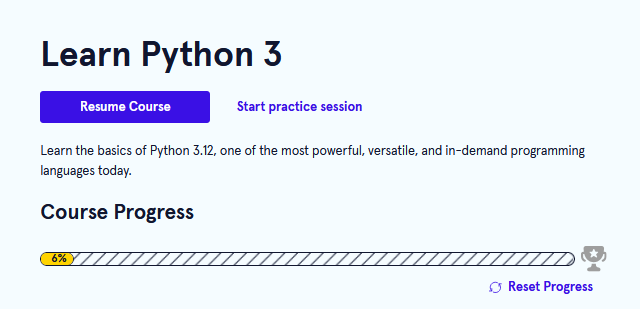 Learn Python 3
Resume Course
Start practice session
Learn the basics of Python 3.12, one of the most powerful, versatile, and in-demand programming
languages today.
Course Progress
6%
Reset Progress